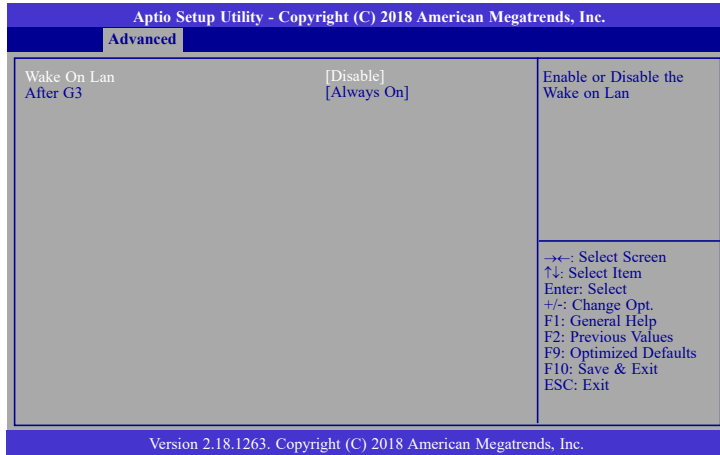 Aptio Setup Utility - Copyright (C) 2018 American Megatrends, Inc.
Advanced
Wake On Lan [Disable]
After G3 [Always On]
Enable or Disable the
Wake on Lan
→←: Select Screen
↑↓: Select Item
Enter: Select
+/-: Change Opt.
F1: General Help
F2: Previous Values
F9: Optimized Defaults
F10: Save & Exit
ESC: Exit
Version 2.18.1263. Copyright (C) 2018 American Megatrends, Inc.